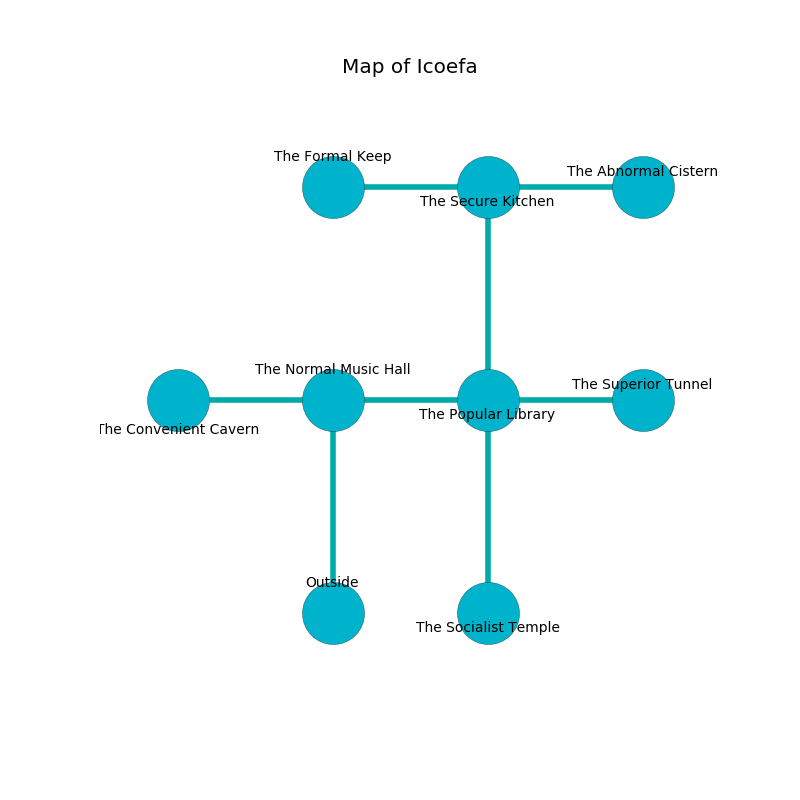 Map of Icoefa
The Formal Keep
The Abnormal Cistern
The Secure Kitchen
The Normal Music Hall
The Superior Tunnel
The Popular Library
The Convenient Cavern
Outside
The Socialist Temple